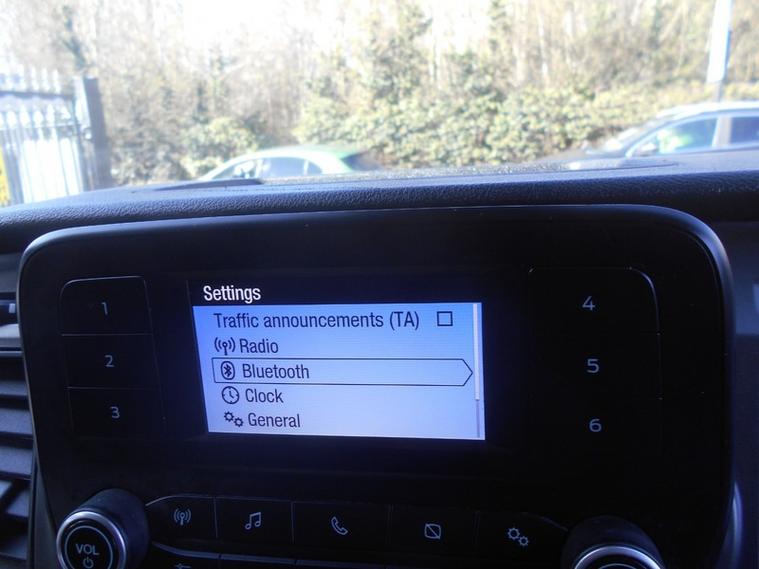 Settings
Traffic announcements (TA)
Radio
Bluetooth
Clock
General
1
2
3
4
5
6
VOL